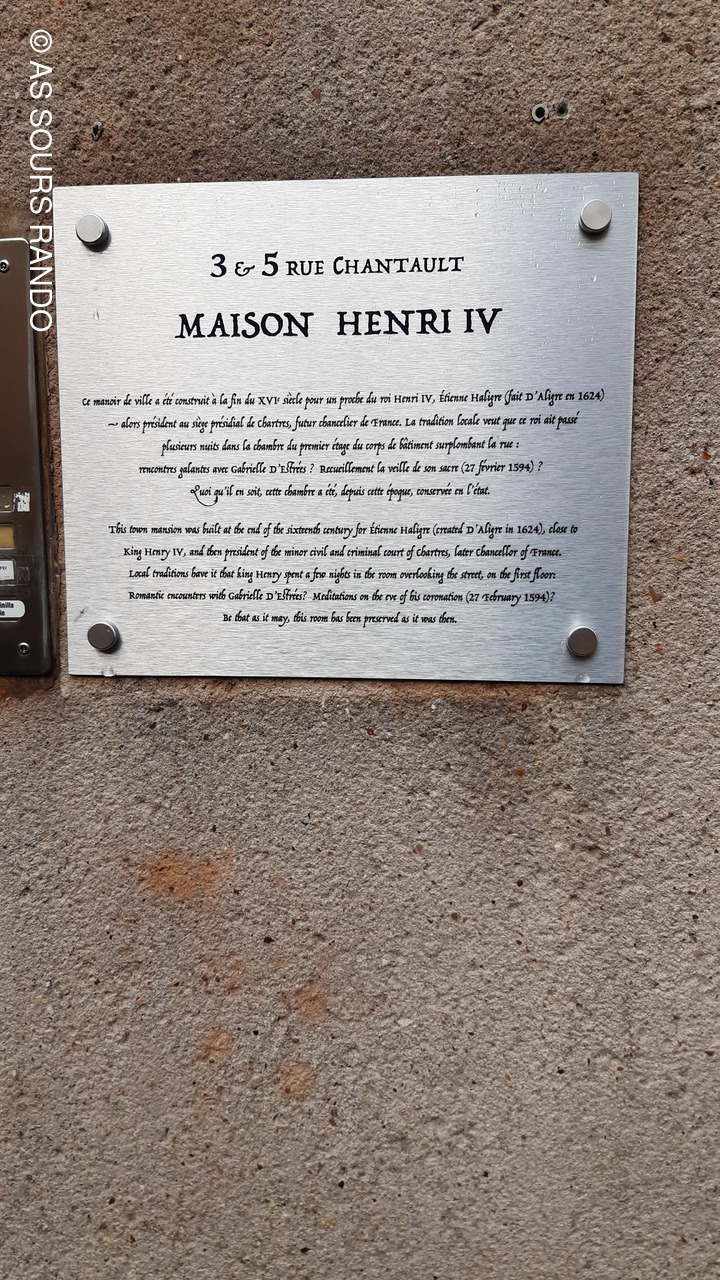 © AS SOURS RANDO
3 & 5 RUE CHANTAULT
MAISON HENRI IV
Ce manoir de ville a été construit à la fin du XVIe siècle pour un proche du roi Henri IV, Étienne Haligre (fait D'Aligre en 1624)
~ alors président au siège présidial de Chartres, futur chancelier de France. La tradition locale veut que ce roi ait passé
plusieurs nuits dans la chambre du premier étage du corps de bâtiment surplombant la rue :
rencontres galantes avec Gabrielle D'Estrées ? Recueillement la veille de son sacre (27 février 1594) ?
Quoi qu'il en soit, cette chambre a été, depuis cette époque, conservée en l'état.
This town mansion was built at the end of the sixteenth century for Étienne Haligre (created D'Aligre in 1624), close to
King Henry IV, and then president of the minor civil and criminal court of Chartres, later chancellor of France.
Local traditions have it that king Henry spent a few nights in the room overlooking the street, on the first floor:
Romantic encounters with Gabrielle D'Estrées? Meditations on the eve of his coronation (27 February 1594)?
Be that as it may, this room has been preserved as it was then.